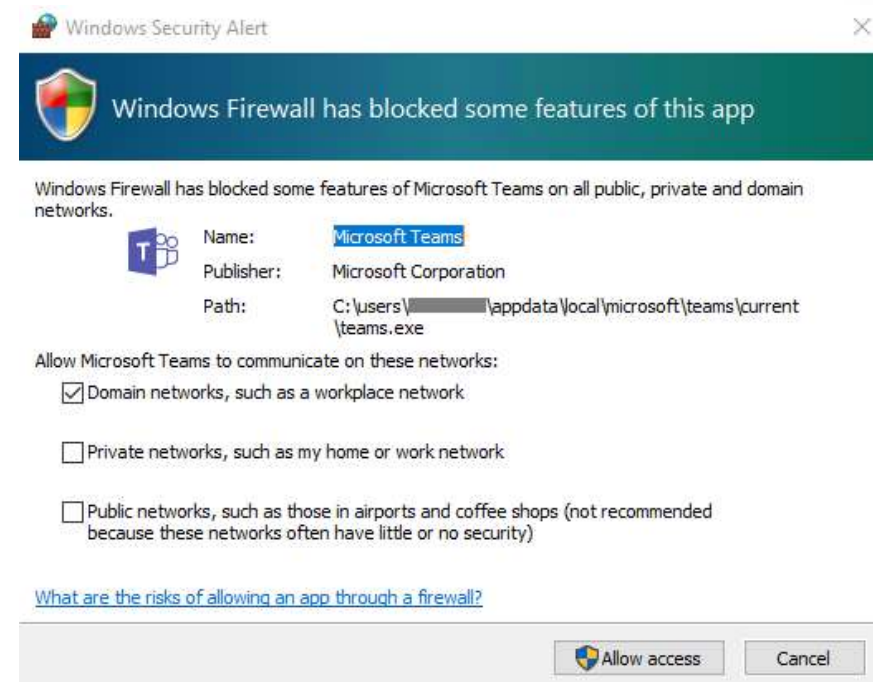 Windows Security Alert
Windows Firewall has blocked some features of this app
Windows Firewall has blocked some features of Microsoft Teams on all public, private and domain
networks.
T
Name: Microsoft Teams
Publisher: Microsoft Corporation
Path: C:\users\ \appdata\local\microsoft\teams\current
\teams.exe
Allow Microsoft Teams to communicate on these networks:
Domain networks, such as a workplace network
Private networks, such as my home or work network
Public networks, such as those in airports and coffee shops (not recommended
because these networks often have little or no security)
What are the risks of allowing an app through a firewall?
Allow access Cancel